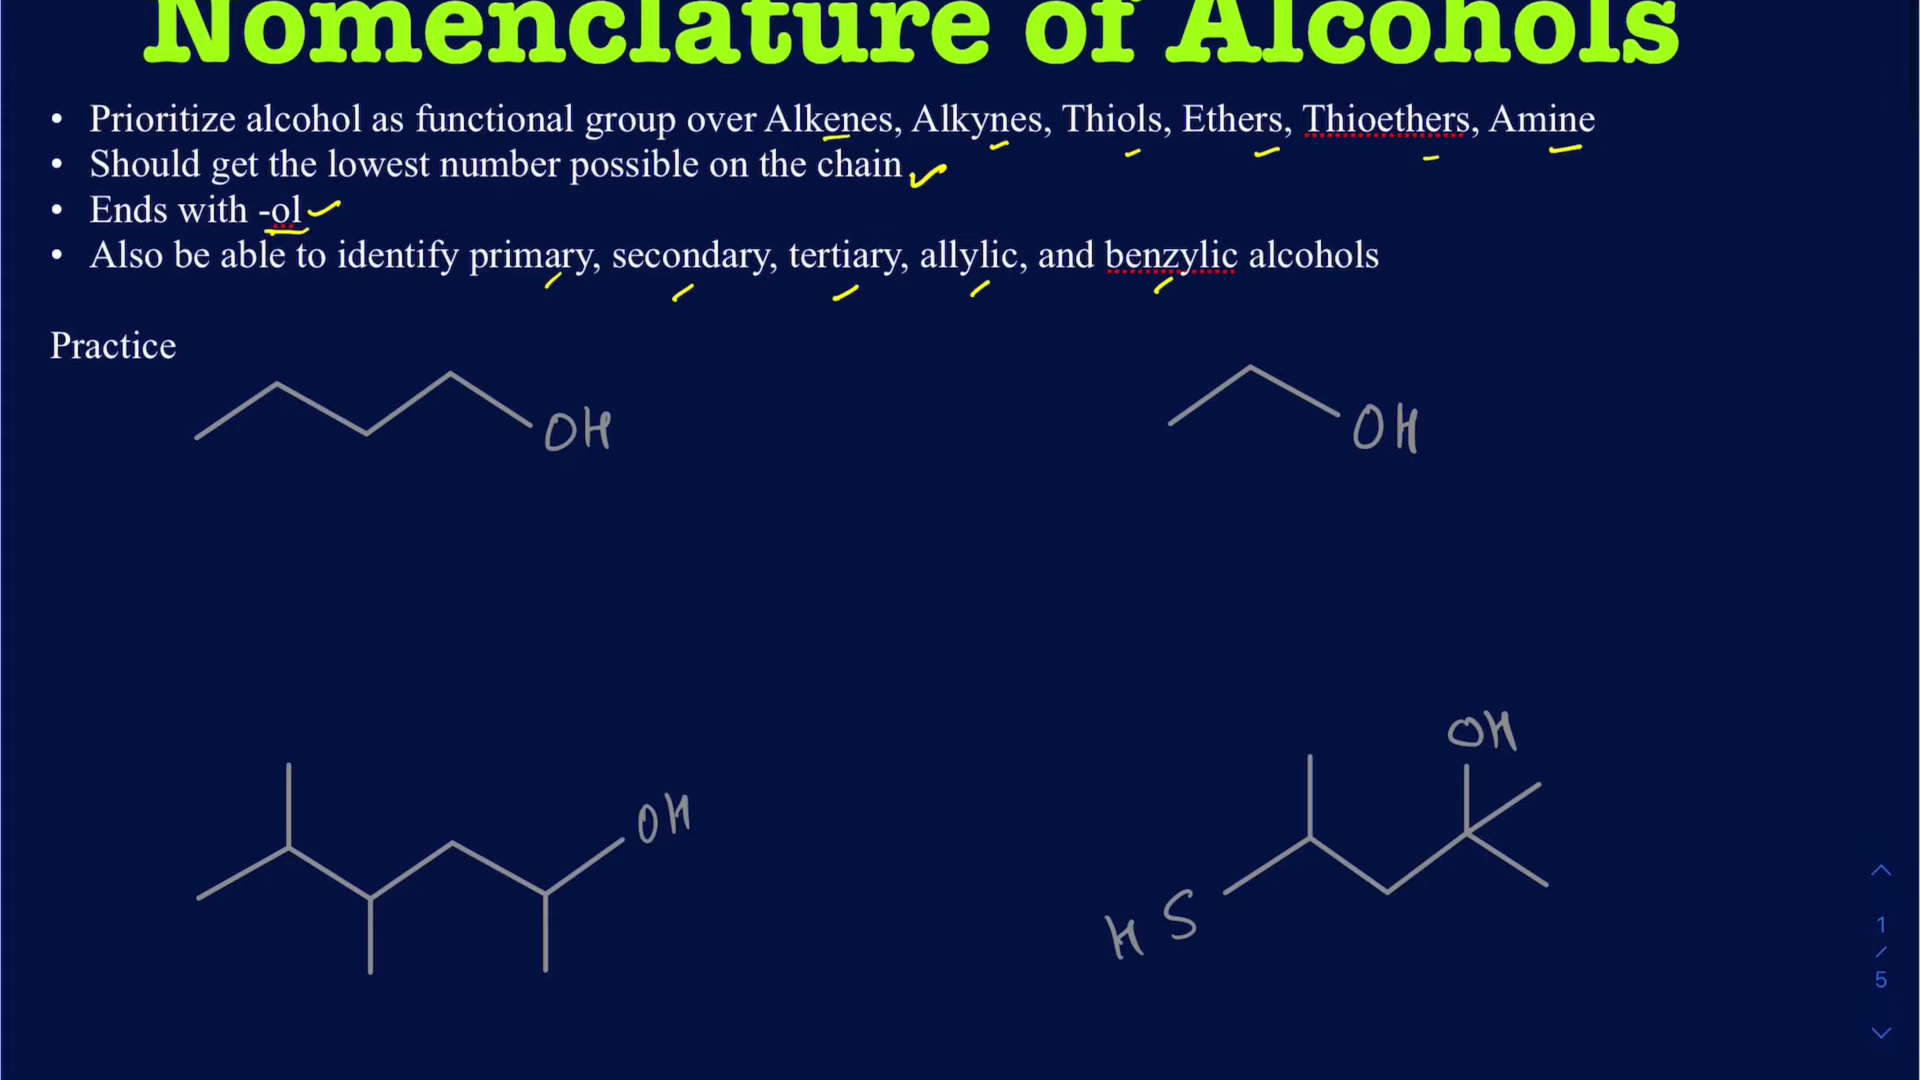 Nomenclature of Alcohols
• Prioritize alcohol as functional group over Alkenes, Alkynes, Thiols, Ethers, Thioethers, Amine
• Should get the lowest number possible on the chain
• Ends with -ol
• Also be able to identify primary, secondary, tertiary, allylic, and benzylic alcohols
Practice
OH
OH
OH
OH
HS
1
/
5